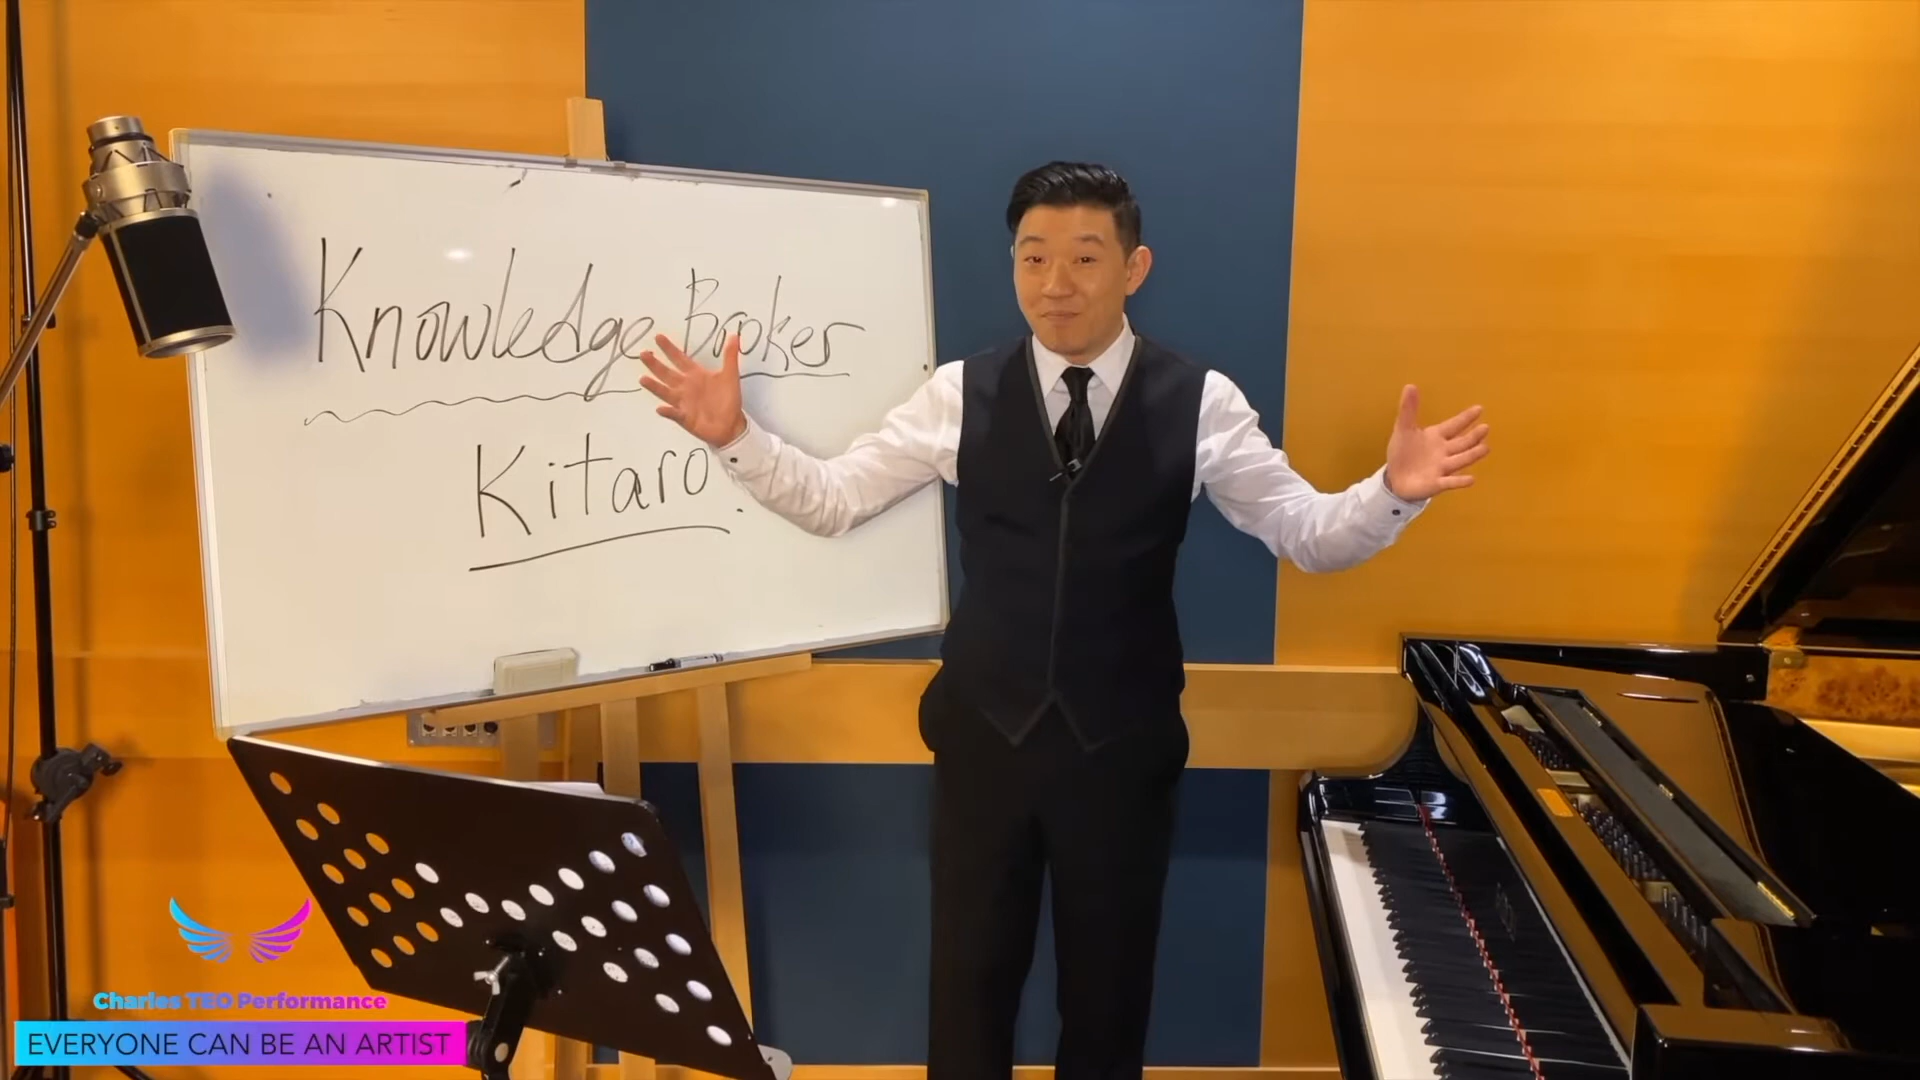 Knowledge Broker
Kitaro.
Charles TEO Performance
EVERYONE CAN BE AN ARTIST